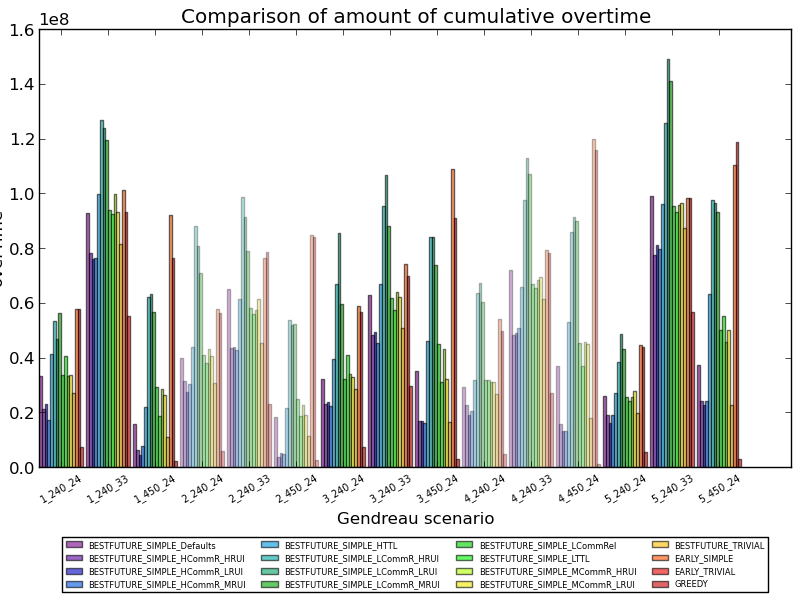 Comparison of amount of cumulative overtime
1e8
1.6
1.4
1.2
1.0
0.8
0.6
0.4
0.2
0.0
1_240_24
1_240_33
1_450_24
2_240_24
2_240_33
2_450_24
3_240_24
3_240_33
3_450_24
4_240_24
4_240_33
4_450_24
5_240_24
5_240_33
5_450_24
Gendreau scenario
BESTFUTURE_SIMPLE_Defaults
BESTFUTURE_SIMPLE_HCommR_HRUI
BESTFUTURE_SIMPLE_HCommR_LRUI
BESTFUTURE_SIMPLE_HCommR_MRUI
BESTFUTURE_SIMPLE_HTTL
BESTFUTURE_SIMPLE_LCommR_HRUI
BESTFUTURE_SIMPLE_LCommR_LRUI
BESTFUTURE_SIMPLE_LCommR_MRUI
BESTFUTURE_SIMPLE_LCommRel
BESTFUTURE_SIMPLE_LTTL
BESTFUTURE_SIMPLE_MCommR_HRUI
BESTFUTURE_SIMPLE_MCommR_LRUI
BESTFUTURE_TRIVIAL
EARLY_SIMPLE
EARLY_TRIVIAL
GREEDY